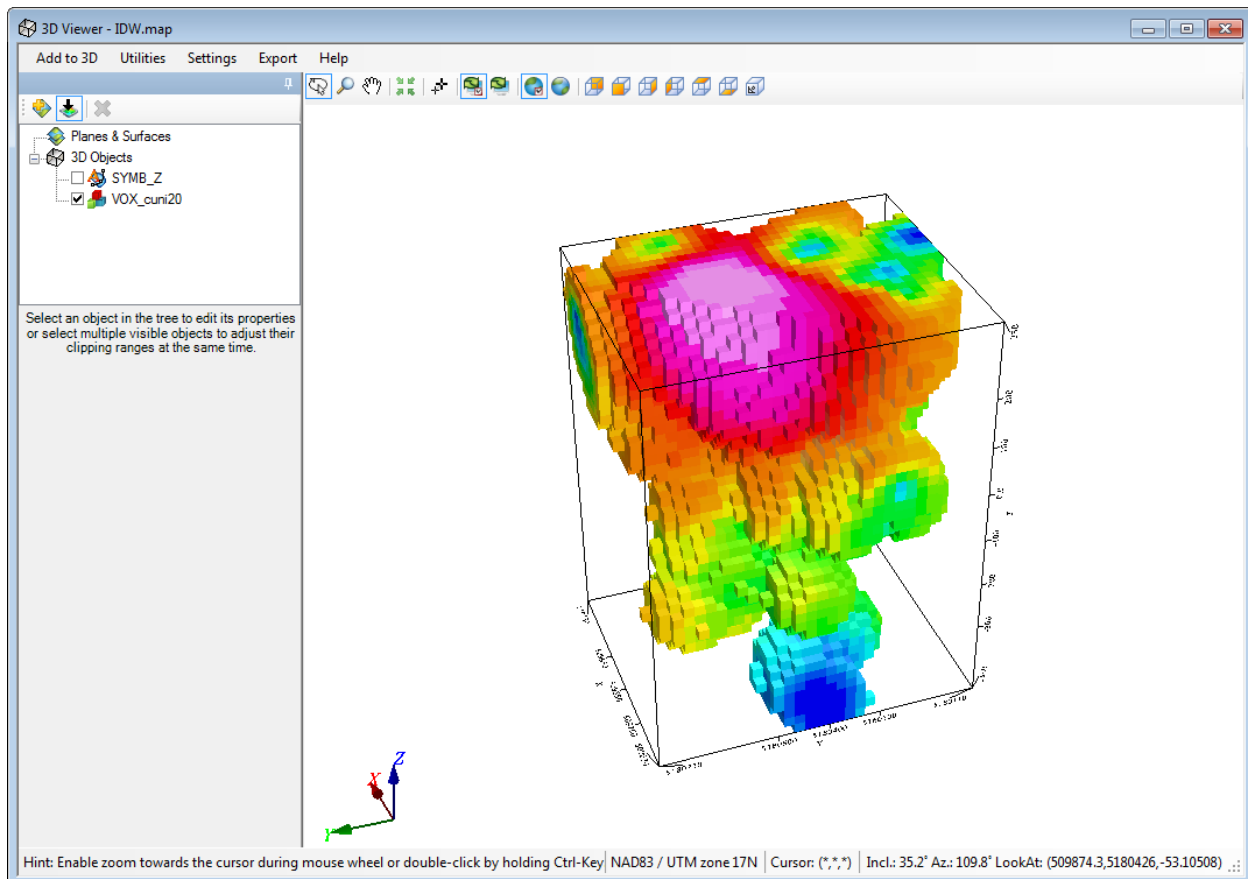 3D Viewer - IDW.map
Add to 3D Utilities Settings Export Help
Planes & Surfaces
3D Objects
SYMB_Z
VOX_cuni20
Select an object in the tree to edit its properties
or select multiple visible objects to adjust their
clipping ranges at the same time.
Y
Z
X
Y
Hint: Enable zoom towards the cursor during mouse wheel or double-click by holding Ctrl-Key NAD83 / UTM zone 17N Cursor: (*,*,*) Incl.: 35.2° Az.: 109.8° LookAt: (509874.3,5180426,-53.10508)